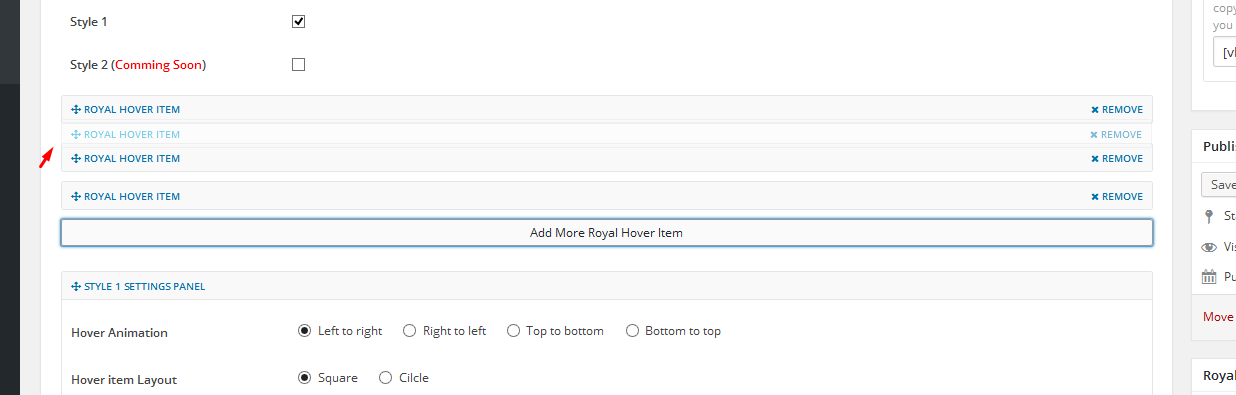 copy
you
Style 1
[vl
Style 2 (Comming Soon)
ROYAL HOVER ITEM REMOVE
ROYAL HOVER ITEM REMOVE
ROYAL HOVER ITEM REMOVE
ROYAL HOVER ITEM REMOVE
Add More Royal Hover Item
STYLE 1 SETTINGS PANEL
Hover Animation Left to right Right to left Top to bottom Bottom to top
Hover item Layout Square Cilcle
Publis
Save
Sta
Vis
Pu
Move
Royal